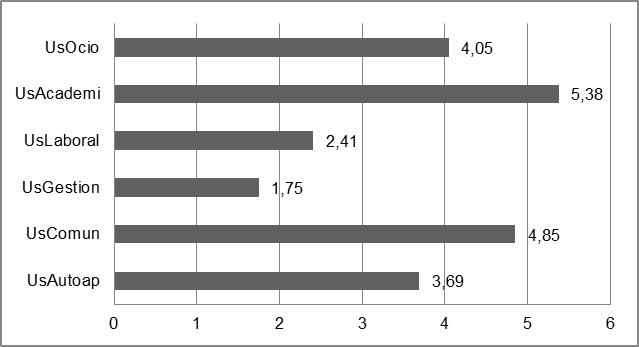 UsOcio 4,05
UsAcademi 5,38
UsLaboral 2,41
UsGestion 1,75
UsComun 4,85
UsAutoap 3,69
0 1 2 3 4 5 6